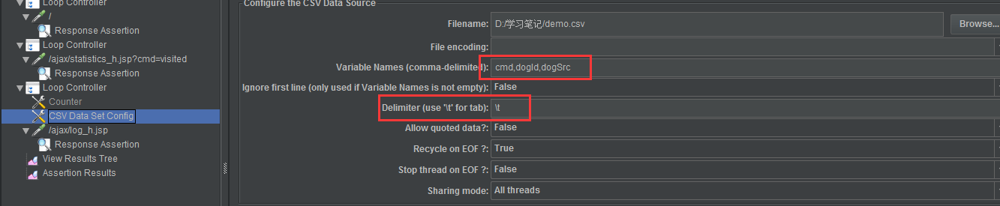 Loop Controller
/
Response Assertion
Loop Controller
/ajax/statistics_h.jsp?cmd=visited
Response Assertion
Loop Controller
Counter
CSV Data Set Config
/ajax/log_h.jsp
Response Assertion
View Results Tree
Assertion Results
Configure the CSV Data Source
Filename: D:/学习笔记/demo.csv Browse...
File encoding:
Variable Names (comma-delimited): cmd,dogId,dogSrc
Ignore first line (only used if Variable Names is not empty): False
Delimiter (use '\t' for tab): \t
Allow quoted data?: False
Recycle on EOF ?: True
Stop thread on EOF ?: False
Sharing mode: All threads